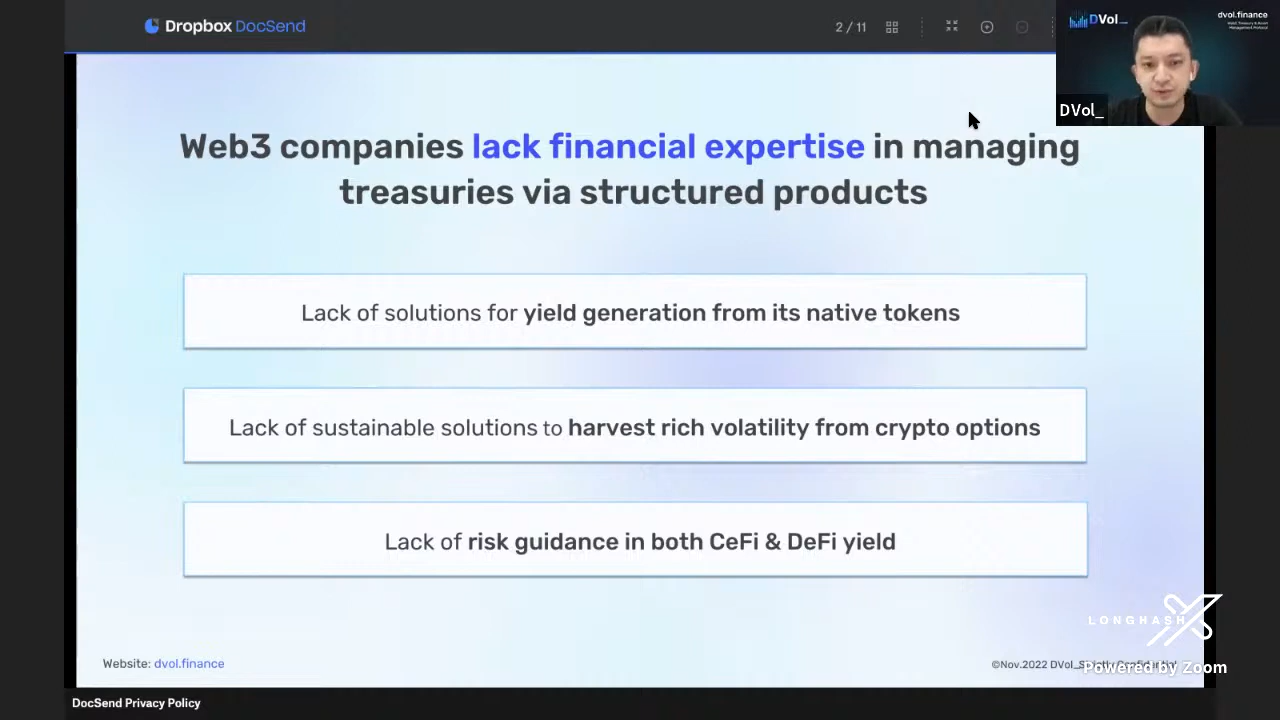 Dropbox DocSend
2 / 11
DVol_
dvol.finance
DVol_
Web3 companies lack financial expertise in managing
treasuries via structured products
Lack of solutions for yield generation from its native tokens
Lack of sustainable solutions to harvest rich volatility from crypto options
Lack of risk guidance in both CeFi & DeFi yield
LONGHASH
Website: dvol.finance
©Nov.2022 DVol_
Powered by Zoom
DocSend Privacy Policy